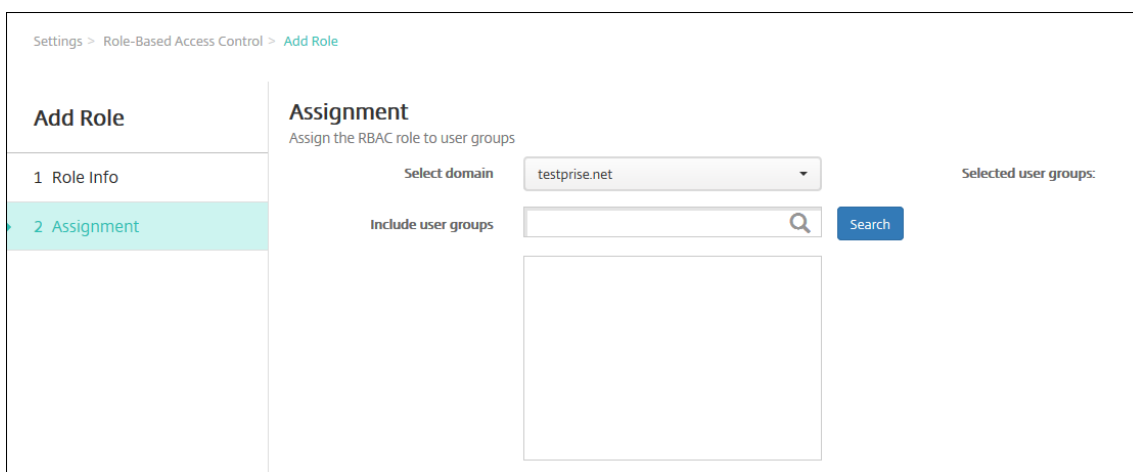 Settings > Role-Based Access Control > Add Role
Add Role
1 Role Info
2 Assignment
Assignment
Assign the RBAC role to user groups
Select domain
testprise.net
Selected user groups:
Include user groups
Search